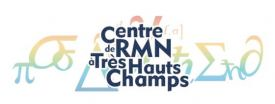 Centre
de RMN
à Très Hauts
Champs